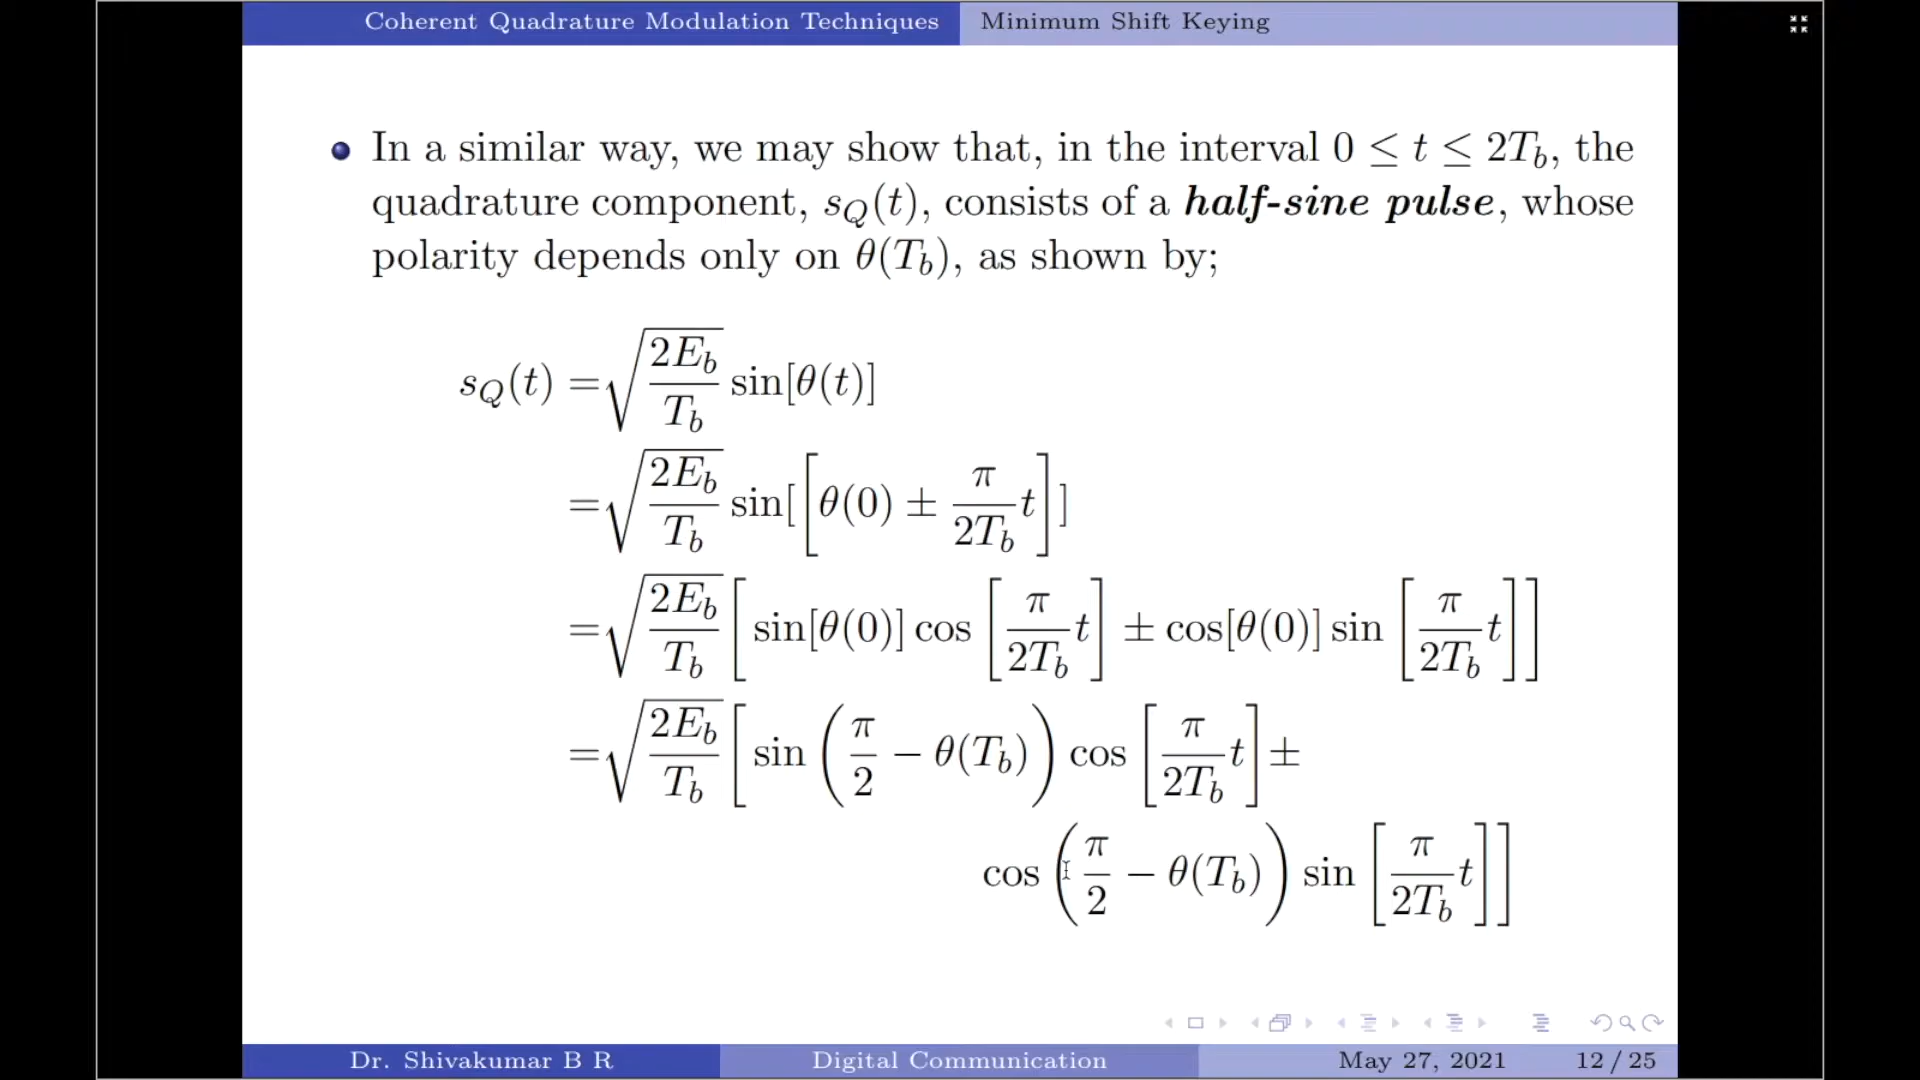 Coherent Quadrature Modulation Techniques Minimum Shift Keying
In a similar way, we may show that, in the interval 0 ≤ t ≤ 2T_b, the
quadrature component, s_Q(t), consists of a half-sine pulse, whose
polarity depends only on θ(T_b), as shown by;
s_Q(t) = √(2E_b/T_b) sin[θ(t)]
= √(2E_b/T_b) sin[[θ(0) ± π/2T_b t]]
= √(2E_b/T_b) [sin[θ(0)] cos [π/2T_b t] ± cos[θ(0)] sin [π/2T_b t]]
= √(2E_b/T_b) [sin (π/2 − θ(T_b)) cos [π/2T_b t] ±
cos (π/2 − θ(T_b)) sin [π/2T_b t]]
Dr. Shivakumar B R Digital Communication May 27, 2021 12 / 25